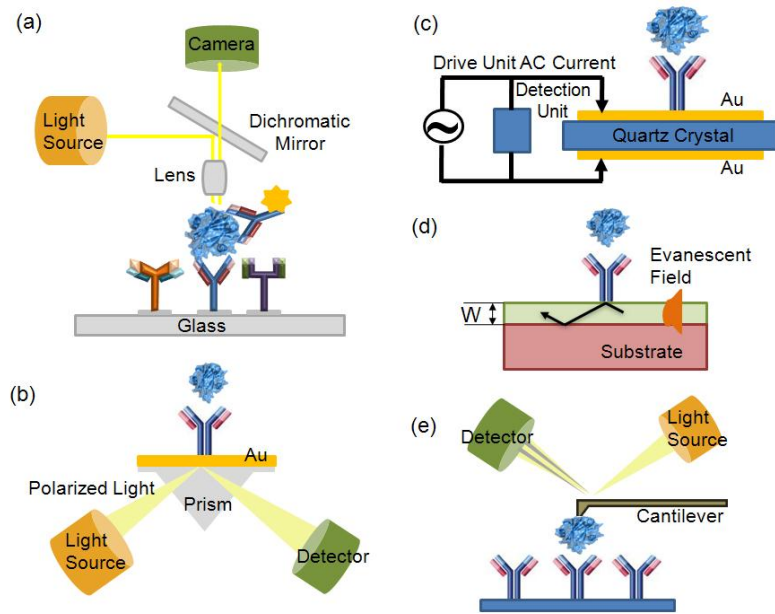 (a)
Camera
Light
Source
Dichromatic
Mirror
Lens
Glass
(b)
Au
Polarized Light
Prism
Light
Source
Detector
(c)
Drive Unit AC Current
Detection
Unit
Au
Quartz Crystal
Au
(d)
Evanescent
Field
W
Substrate
(e)
Detector
Light
Source
Cantilever